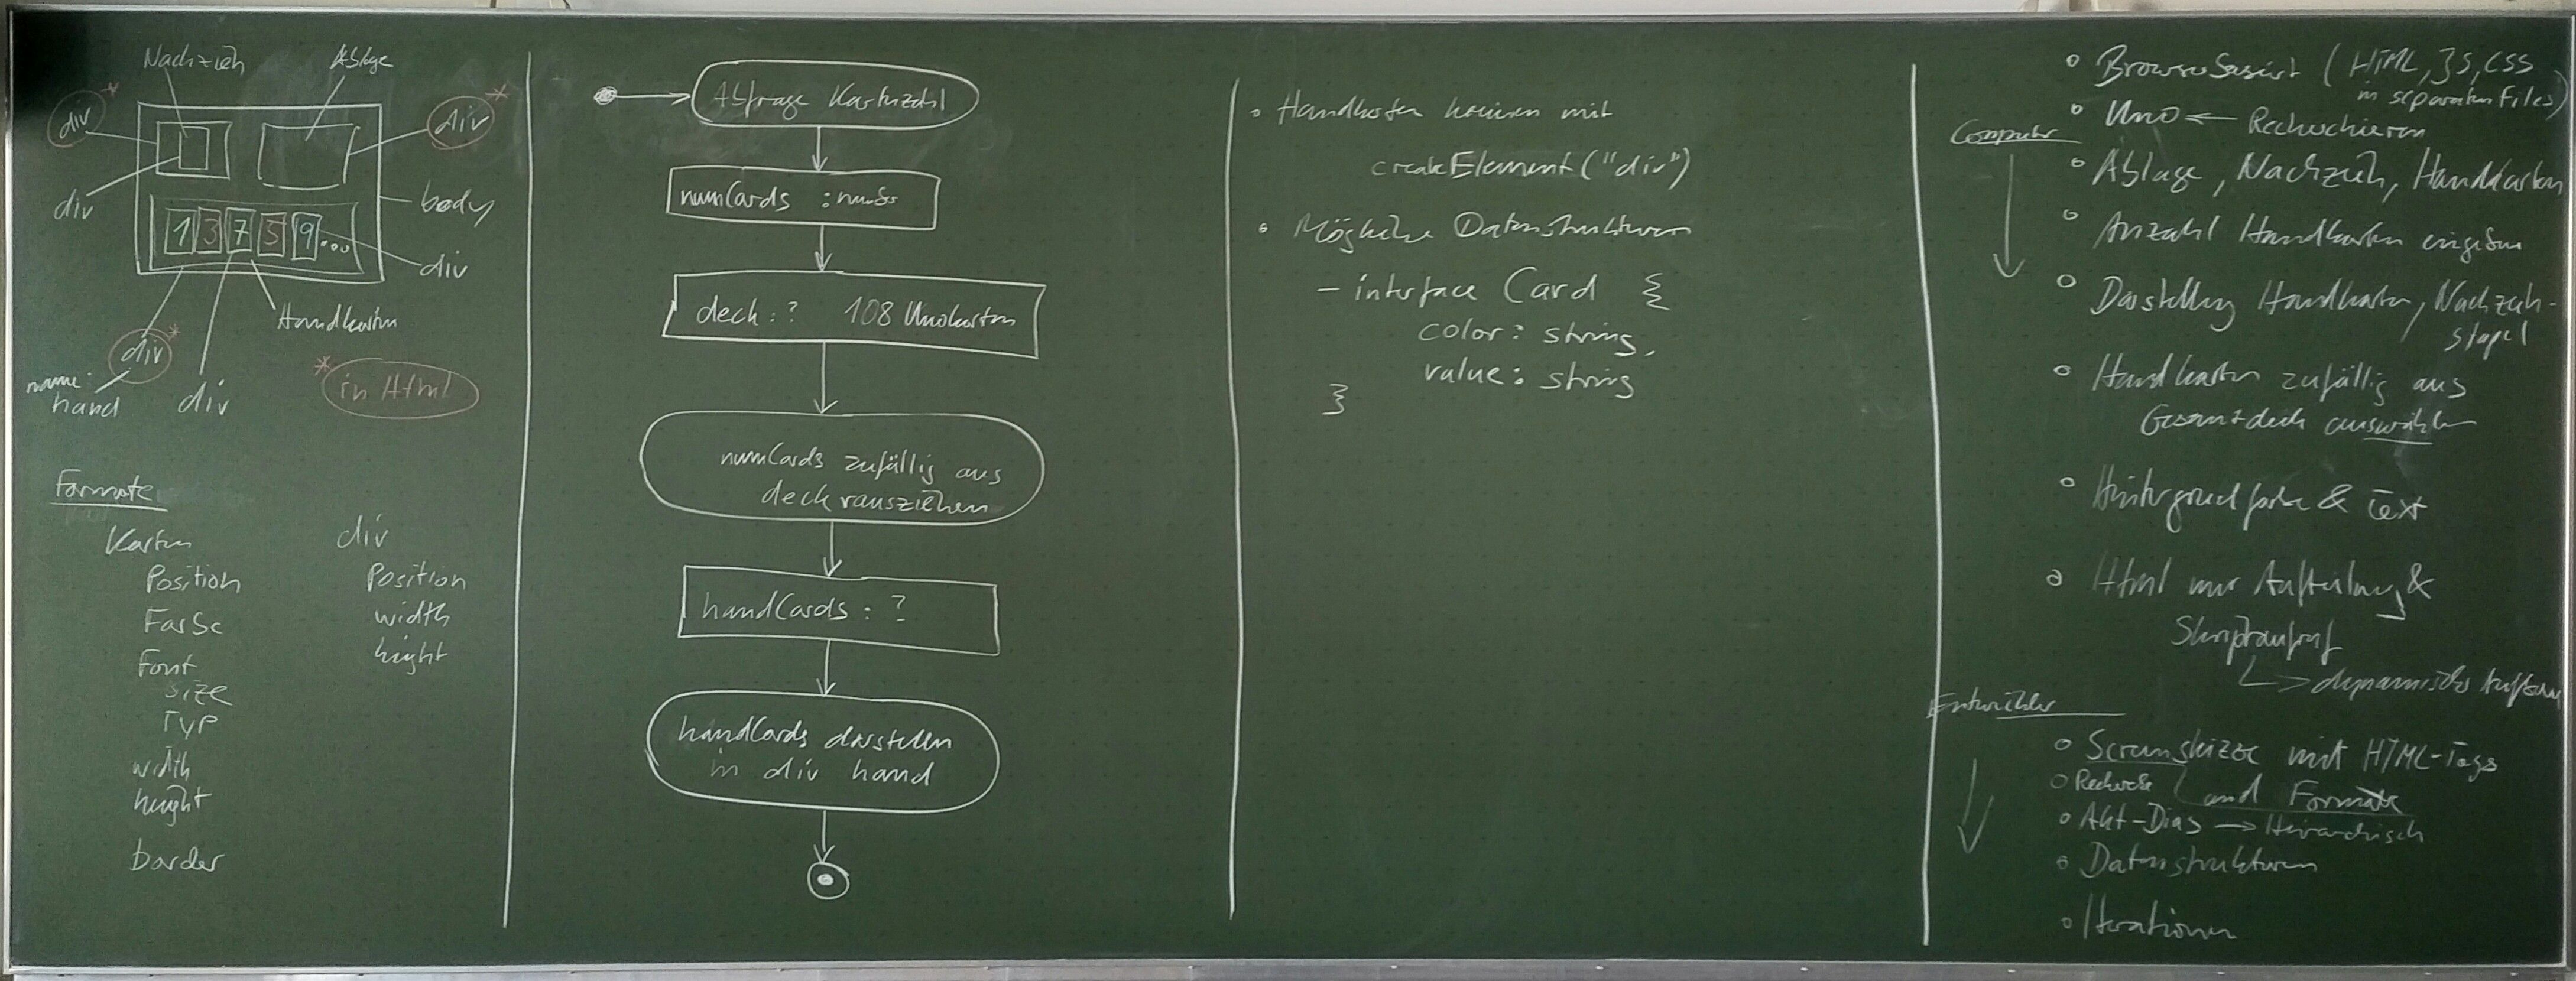 Nachzieh
Ablage
div *
div *
div
body
1 3 7 5 9 ...
div
Handkarten
div *
name:
hand
div
* in Html
Formate
Karten
Position
Farbe
Font
size
Typ
width
height
border
div
Position
width
height
Abfrage Kartenzahl
numCards :number
deck: ? 108 Unokarten
numCards zufällig aus
deck rausziehen
handCards: ?
handCards darstellen
in div hand
Handkarten kreieren mit
createElement("div")
Mögliche Datenstrukturen
- interface Card {
color: string,
value: string
}
Computer
Browserbasiert (HTML, JS, CSS
in separaten Files)
Uno ← Recherchieren
Ablage, Nachzieh, Handkarten
Anzahl Handkarten eingeben
Darstellung Handkarten, Nachzieh-
stapel
Handkarten zufällig aus
Gesamtdeck auswählen
Hintergrundfarbe & Text
Html nur Aufteilung &
Skriptaufruf
Entwickler
Screenskizze mit HTML-Tags
Recherche
und Formate
Akt-Diag → Hierarchisch
Datenstrukturen
Iterationen